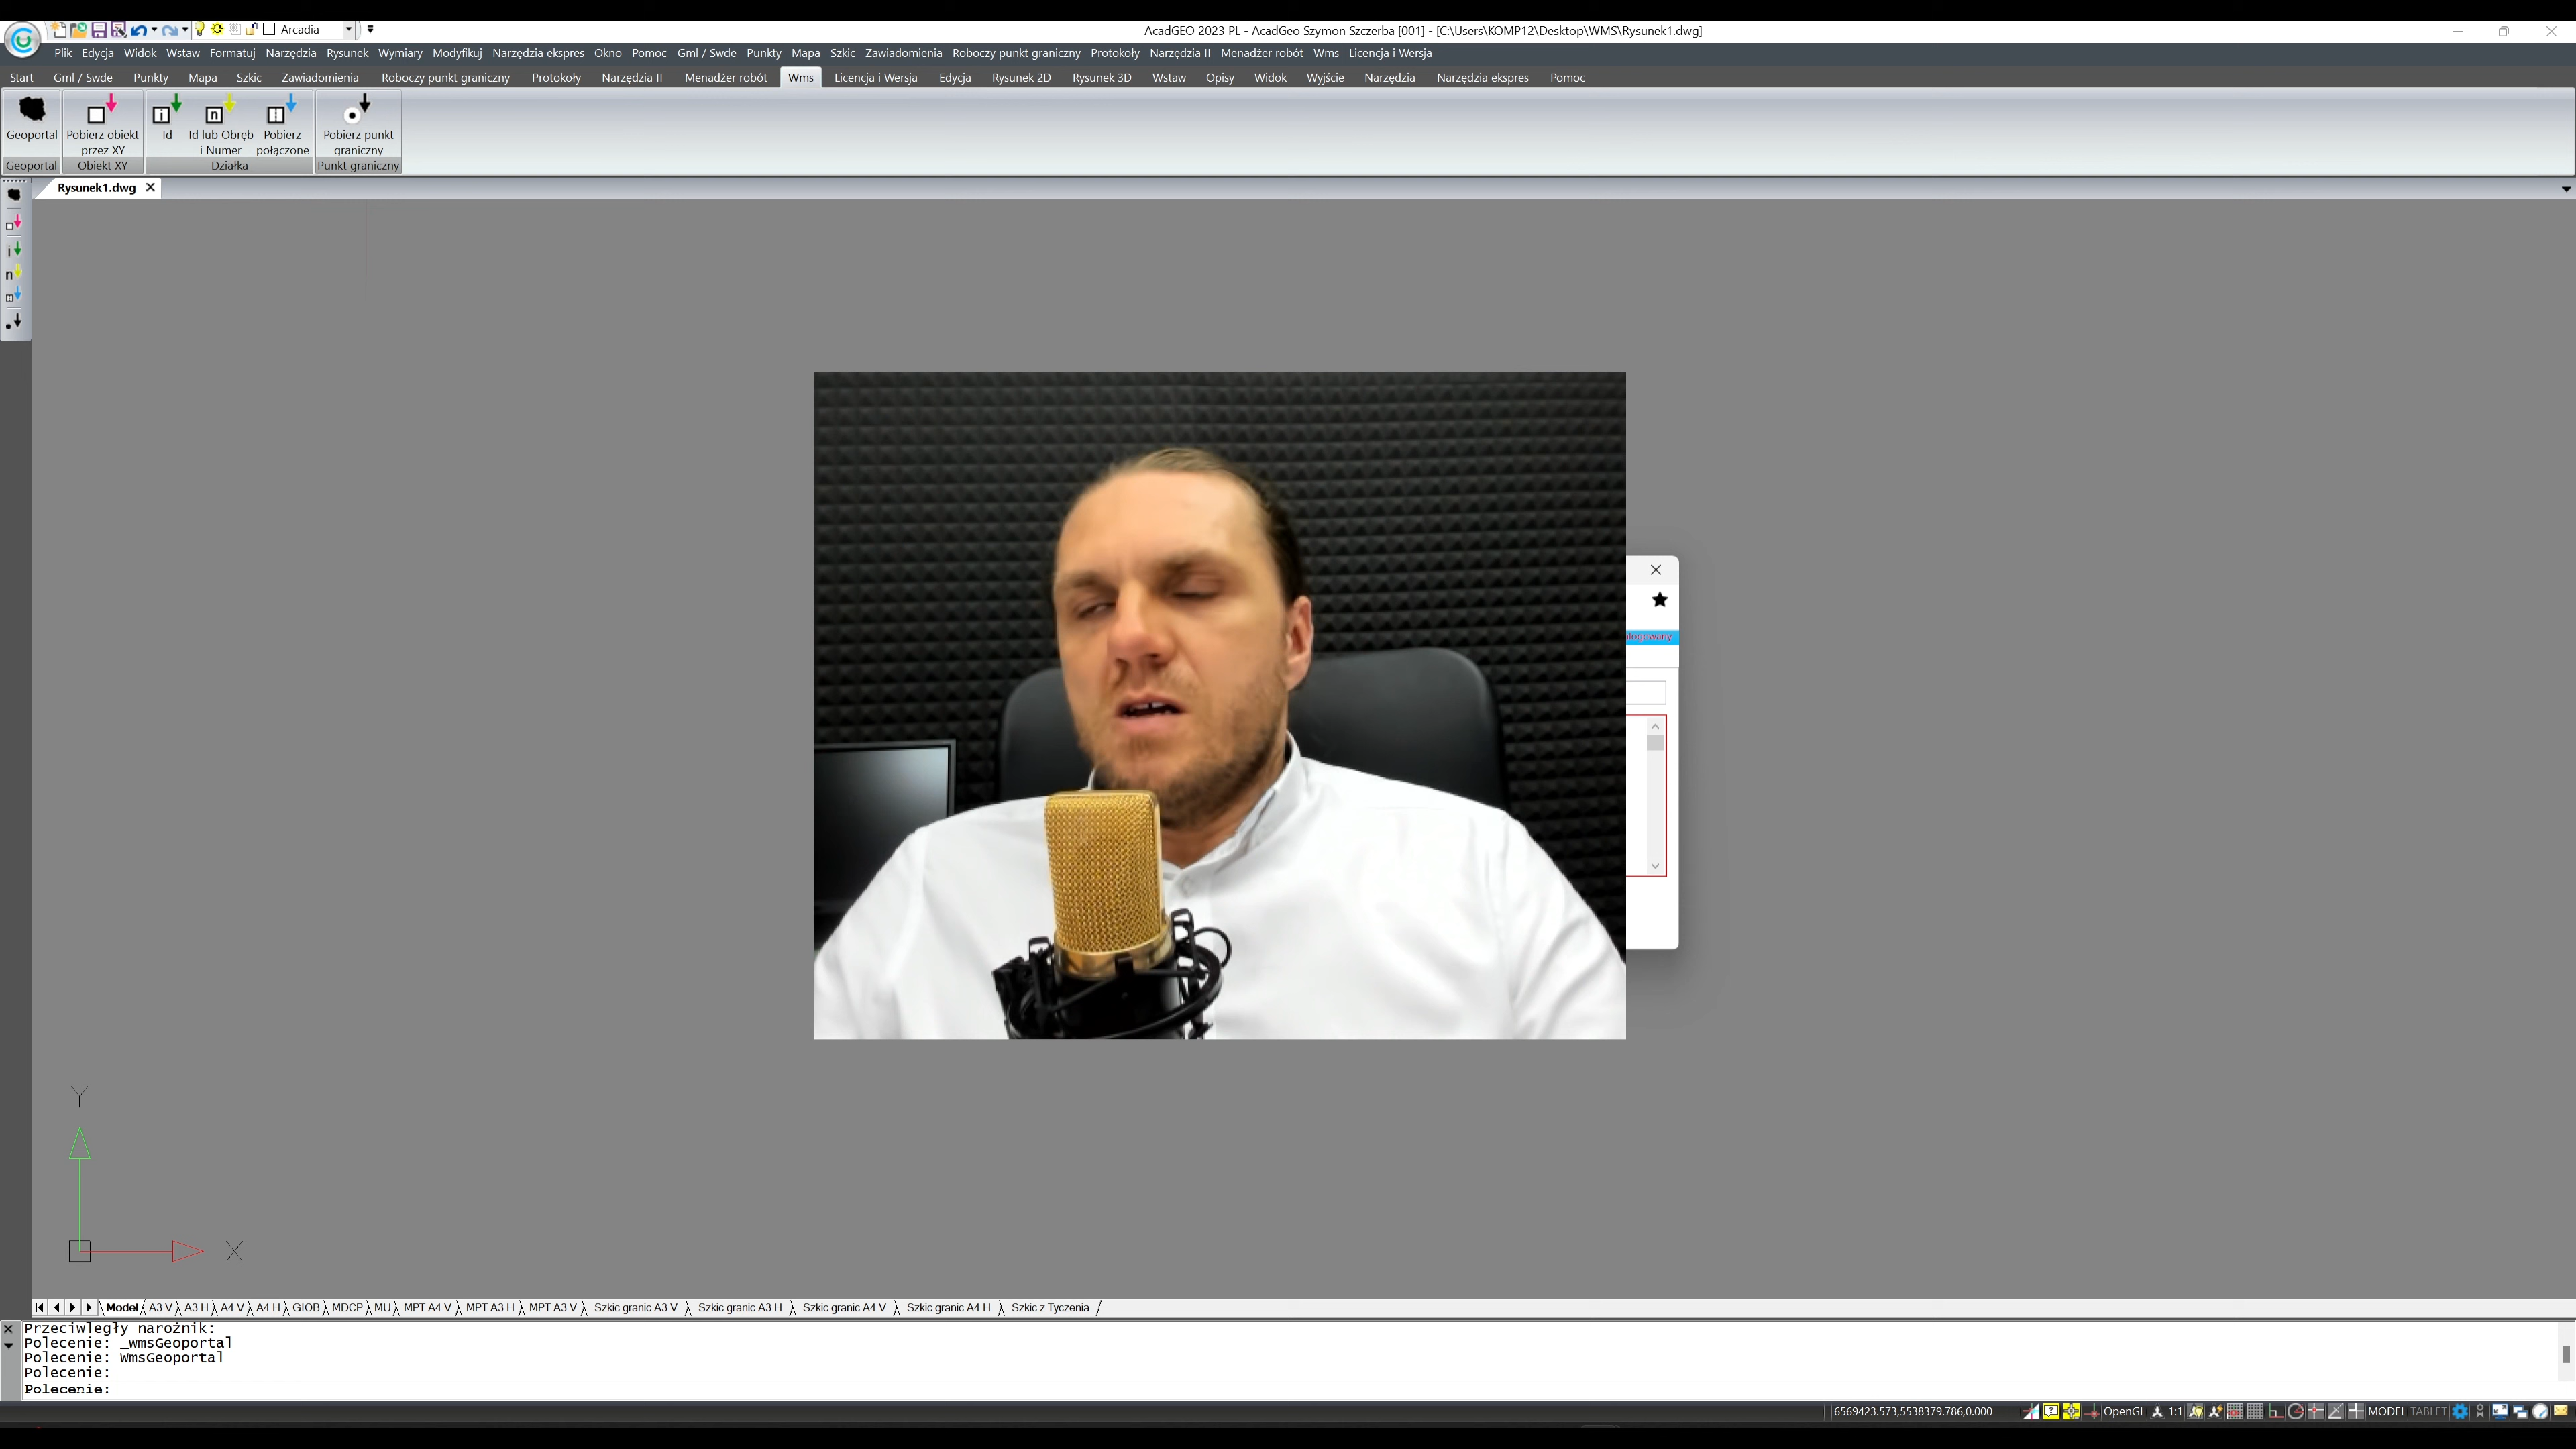 Arcadia
AcadGEO 2023 PL - AcadGeo Szymon Szczerba [001] - [C:\Users\KOMP12\Desktop\WMS\Rysunek1.dwg]
Plik Edycja Widok Wstaw Formatuj Narzędzia Rysunek Wymiary Modyfikuj Narzędzia ekspres Okno Pomoc Gml / Swde Punkty Mapa Szkic Zawiadomienia Roboczy punkt graniczny Protokoły Narzędzia II Menadżer robót Wms Licencja i Wersja
Start Gml / Swde Punkty Mapa Szkic Zawiadomienia Roboczy punkt graniczny Protokoły Narzędzia II Menadżer robót Wms Licencja i Wersja Edycja Rysunek 2D Rysunek 3D Wstaw Opisy Widok Wyjście Narzędzia Narzędzia ekspres Pomoc
i n
Geoportal Pobierz obiekt Id Id lub Obręb Pobierz Pobierz punkt
przez XY i Numer połączone graniczny
Geoportal Obiekt XY Działka Punkt graniczny
Rysunek1.dwg
i
n
Y
X
Model A3 V A3 H A4 V A4 H GIOB MDCP MU MPT A4 V MPT A3 H MPT A3 V Szkic granic A3 V Szkic granic A3 H Szkic granic A4 V Szkic granic A4 H Szkic z Tyczenia
Przeciwległy narożnik:
Polecenie: _wmsGeoportal
Polecenie: WmsGeoportal
Polecenie:
Polecenie:
6569423.573,5538379.786,0.000 OpenGL 1:1 MODEL TABLET